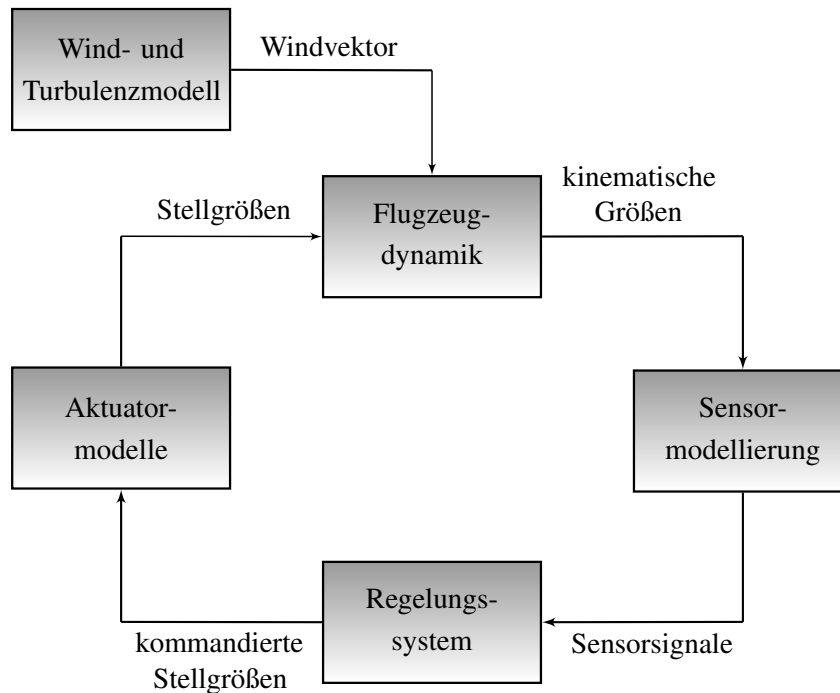 Wind- und
Turbulenzmodell
Windvektor
Stellgrößen
Flugzeug-
dynamik
kinematische
Größen
Aktuator-
modelle
Sensor-
modellierung
kommandierte
Stellgrößen
Regelungs-
system
Sensorsignale